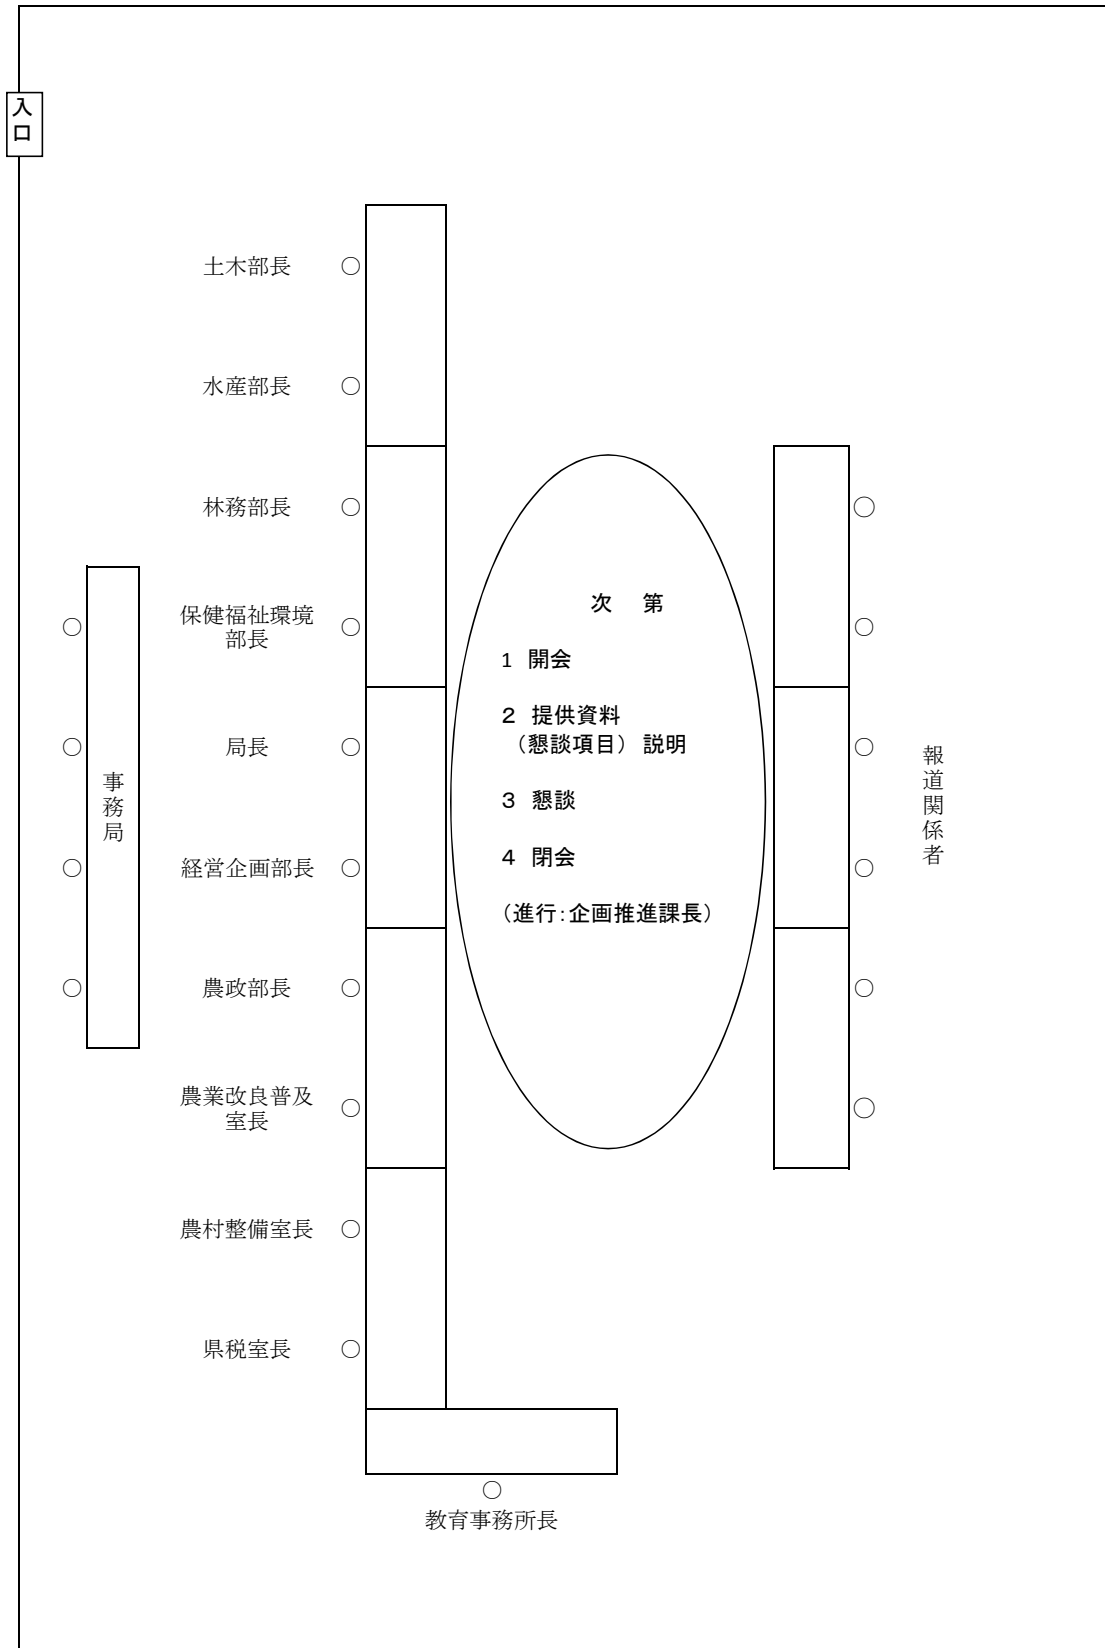 入
口
土木部長 ○
水産部長 ○
林務部長 ○
保健福祉環境
部長 ○
局長 ○
経営企画部長 ○
農政部長 ○
農業改良普及
室長 ○
農村整備室長 ○
県税室長 ○
○
教育事務所長
○
○
○
○
事務局
次 第
1 開会
2 提供資料
(懇談項目) 説明
3 懇談
4 閉会
(進行:企画推進課長)
○
○
○
○
○
○
報道関係者